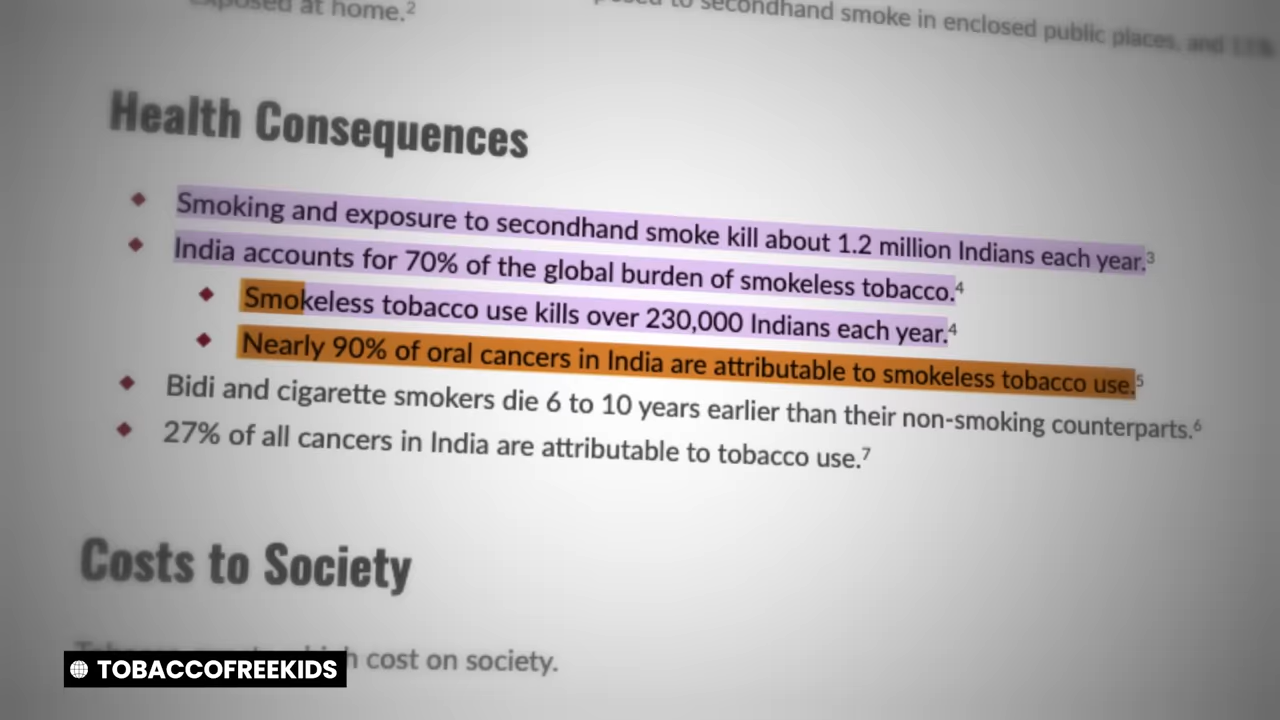 exposed at home.2
to secondhand smoke in enclosed public places, and
Health Consequences
Smoking and exposure to secondhand smoke kill about 1.2 million Indians each year.3
India accounts for 70% of the global burden of smokeless tobacco.4
Smokeless tobacco use kills over 230,000 Indians each year.4
Nearly 90% of oral cancers in India are attributable to smokeless tobacco use.5
Bidi and cigarette smokers die 6 to 10 years earlier than their non-smoking counterparts.6
27% of all cancers in India are attributable to tobacco use.7
Costs to Society
cost on society.
TOBACCOFREEKIDS